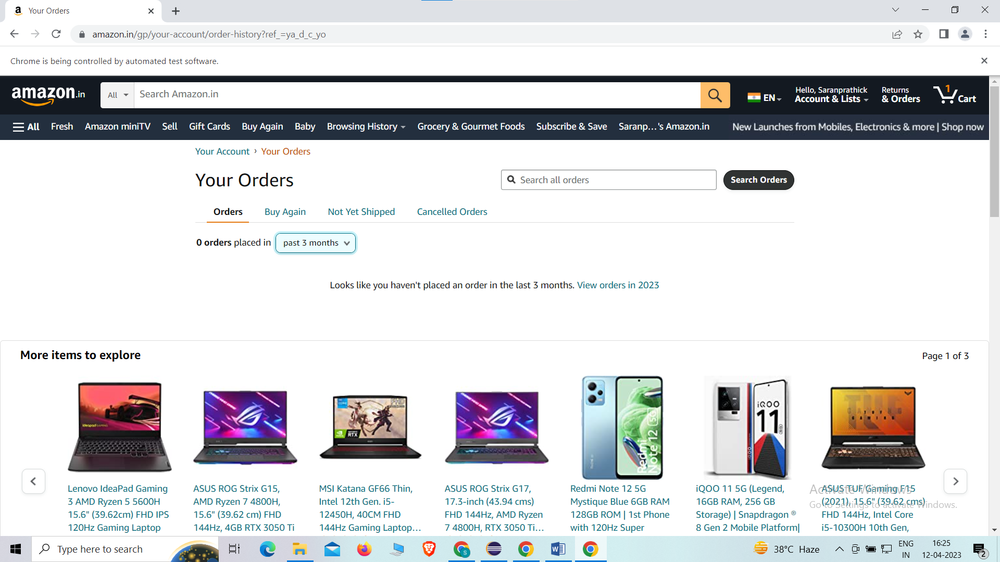 Your Orders
amazon.in/gp/your-account/order-history?ref_=ya_d_c_yo
Chrome is being controlled by automated test software.
amazon.in
All
Search Amazon.in
EN
Hello, Saranprathick
Account & Lists
Returns
& Orders
1
Cart
All
Fresh
Amazon miniTV
Sell
Gift Cards
Buy Again
Baby
Browsing History
Grocery & Gourmet Foods
Subscribe & Save
Saranp...'s Amazon.in
New Launches from Mobiles, Electronics & more | Shop now
Your Account › Your Orders
Your Orders
Search all orders
Search Orders
Orders
Buy Again
Not Yet Shipped
Cancelled Orders
0 orders placed in past 3 months
Looks like you haven't placed an order in the last 3 months. View orders in 2023
More items to explore
Page 1 of 3
ideapad GAMING
FHD
RTX
Redmi
Note 12 5G
iQOO
11 5G
TUF
GAMING
Lenovo IdeaPad Gaming
3 AMD Ryzen 5 5600H
15.6" (39.62cm) FHD IPS
120Hz Gaming Laptop
ASUS ROG Strix G15,
AMD Ryzen 7 4800H,
15.6" (39.62 cm) FHD
144Hz, 4GB RTX 3050 Ti
MSI Katana GF66 Thin,
Intel 12th Gen. i5-
12450H, 40CM FHD
144Hz Gaming Laptop...
ASUS ROG Strix G17,
17.3-inch (43.94 cms)
FHD 144Hz, AMD Ryzen
7 4800H, RTX 3050 Ti...
Redmi Note 12 5G
Mystique Blue 6GB RAM
128GB ROM | 1st Phone
with 120Hz Super
iQOO 11 5G (Legend,
16GB RAM, 256 GB
Storage) | Snapdragon ®
8 Gen 2 Mobile Platform|
ASUS TUF Gaming F15
(2021), 15.6" (39.62 cms)
FHD 144Hz, Intel Core
i5-10300H 10th Gen,
Activate Windows
Go to Settings to activate Windows.
Type here to search
S
38°C Haze
ENG
IN
16:25
12-04-2023
2